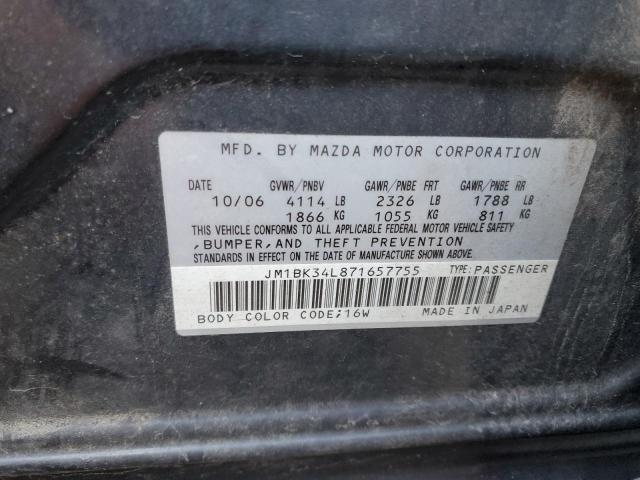 MFD. BY MAZDA MOTOR CORPORATION
DATE GVWR/PNBV GAWR/PNBE FRT GAWR/PNBE RR
10/06 4114 LB 2326 LB 1788 LB
1866 KG 1055 KG 811 KG
THIS VEHICLE CONFORMS TO ALL APPLICABLE FEDERAL MOTOR VEHICLE SAFETY
,BUMPER,AND THEFT PREVENTION
STANDARDS IN EFFECT ON THE DATE OF MANUFACTURE SHOWN ABOVE.
JM1BK34L871657755 TYPE:PASSENGER
BODY COLOR CODE;16W MADE IN JAPAN